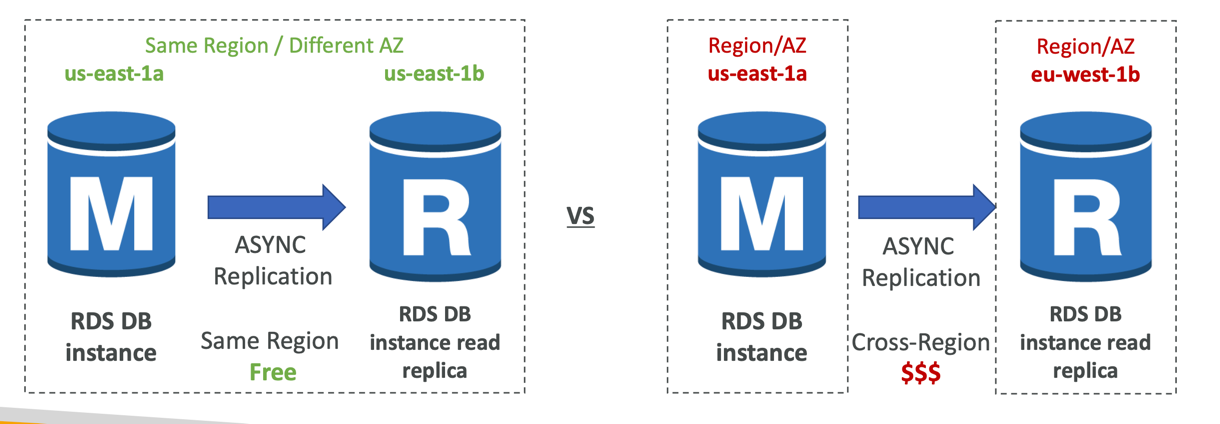 Same Region / Different AZ
us-east-1a
us-east-1b
M
R
ASYNC
Replication
RDS DB
instance
Same Region
Free
RDS DB
instance read
replica
VS
Region/AZ
us-east-1a
Region/AZ
eu-west-1b
M
R
ASYNC
Replication
RDS DB
instance
Cross-Region
$$$
RDS DB
instance read
replica